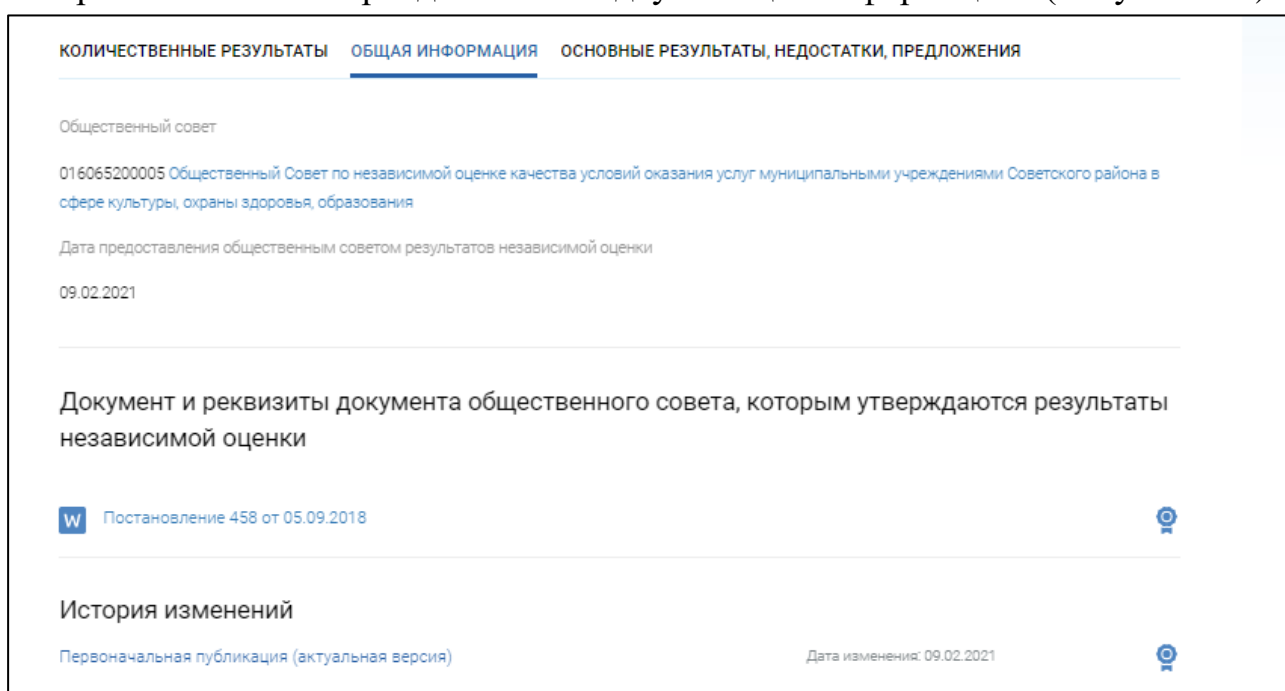 КОЛИЧЕСТВЕННЫЕ РЕЗУЛЬТАТЫ ОБЩАЯ ИНФОРМАЦИЯ ОСНОВНЫЕ РЕЗУЛЬТАТЫ, НЕДОСТАТКИ, ПРЕДЛОЖЕНИЯ
Общественный совет
016065200005 Общественный Совет по независимой оценке качества условий оказания услуг муниципальными учреждениями Советского района в
сфере культуры, охраны здоровья, образования
Дата предоставления общественным советом результатов независимой оценки
09.02.2021
Документ и реквизиты документа общественного совета, которым утверждаются результаты
независимой оценки
W Постановление 458 от 05.09.2018
История изменений
Первоначальная публикация (актуальная версия) Дата изменения: 09.02.2021